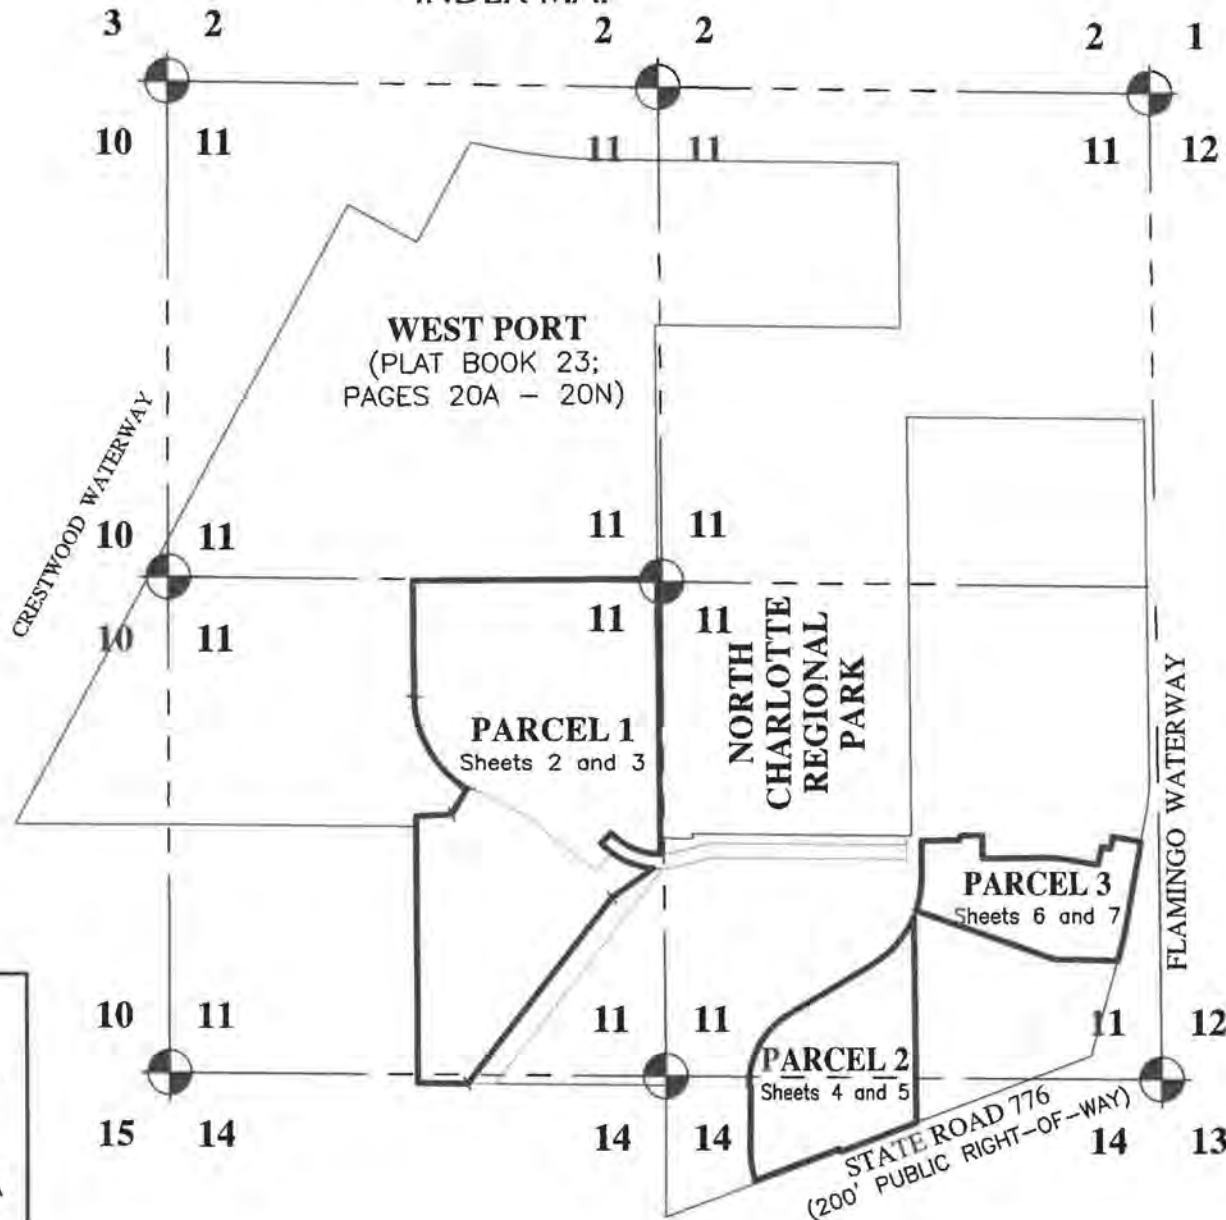 INDEX MAP
3 2
2 2
2 1
10 11
11 11
11 12
WEST PORT
(PLAT BOOK 23;
PAGES 20A – 20N)
CRESTWOOD WATERWAY
10 11
11 11
10 11
11 11
NORTH
CHARLOTTE
REGIONAL
PARK
PARCEL 1
Sheets 2 and 3
FLAMINGO WATERWAY
PARCEL 3
Sheets 6 and 7
10 11
11 11
11 12
PARCEL 2
Sheets 4 and 5
15 14
14 14
14 13
STATE ROAD 776
(200' PUBLIC RIGHT–OF–WAY)